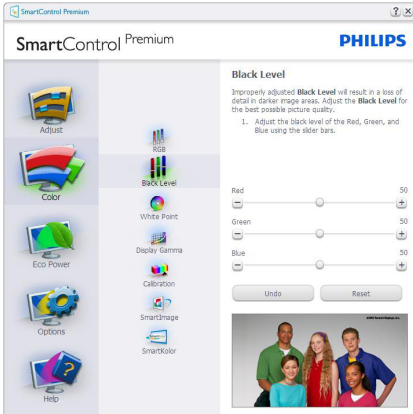 SmartControl Premium
SmartControl Premium
PHILIPS
Adjust
Color
Eco Power
Options
Help
RGB
Black Level
White Point
Display Gamma
Calibration
SmartImage
SmartKolor
Black Level
Improperly adjusted Black Level will result in a loss of
detail in darker image areas. Adjust the Black Level for
the best possible picture quality.
1. Adjust the black level of the Red, Green, and
Blue using the slider bars.
Red 50
Green 50
Blue 50
Undo Reset